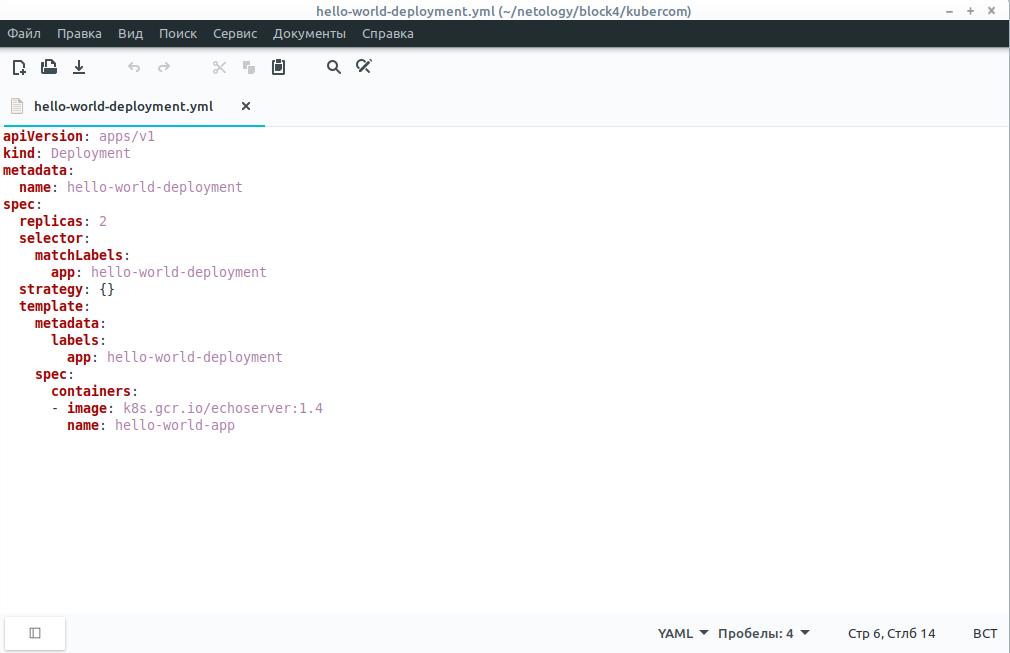 hello-world-deployment.yml (~/netology/block4/kubercom)
Файл Правка Вид Поиск Сервис Документы Справка
hello-world-deployment.yml
apiVersion: apps/v1
kind: Deployment
metadata:
  name: hello-world-deployment
spec:
  replicas: 2
  selector:
    matchLabels:
      app: hello-world-deployment
  strategy: {}
  template:
    metadata:
      labels:
        app: hello-world-deployment
    spec:
      containers:
      - image: k8s.gcr.io/echoserver:1.4
        name: hello-world-app
YAML Пробелы: 4 Стр 6, Стлб 14 ВСТ